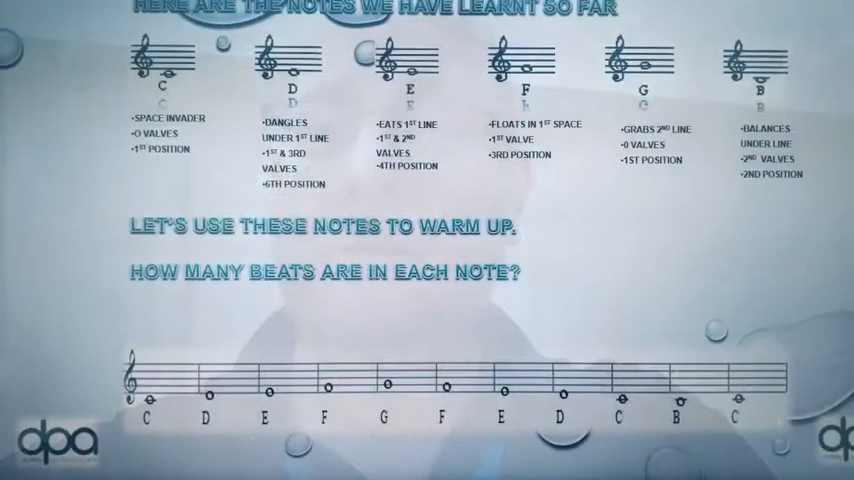 HERE ARE THE NOTES WE HAVE LEARNT SO FAR
C D E F G B
•SPACE INVADER
•0 VALVES
•1ST POSITION
•DANGLES
UNDER 1ST LINE
•1ST & 3RD
VALVES
•6TH POSITION
•EATS 1ST LINE
•1ST & 2ND
VALVES
•4TH POSITION
•FLOATS IN 1ST SPACE
•1ST VALVE
•3RD POSITION
•GRABS 2ND LINE
•0 VALVES
•1ST POSITION
•BALANCES
UNDER LINE
•2ND VALVES
•2ND POSITION
LET'S USE THESE NOTES TO WARM UP.
HOW MANY BEATS ARE IN EACH NOTE?
C D E F G F E D C B C
dpa